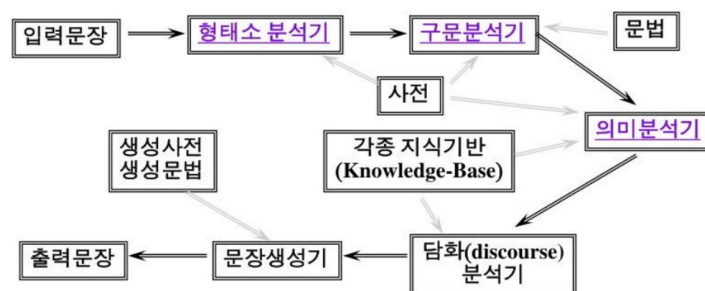 입력문장
형태소 분석기
구문분석기
문법
사전
의미분석기
생성사전
생성문법
각종 지식기반
(Knowledge-Base)
출력문장
문장생성기
담화(discourse)
분석기